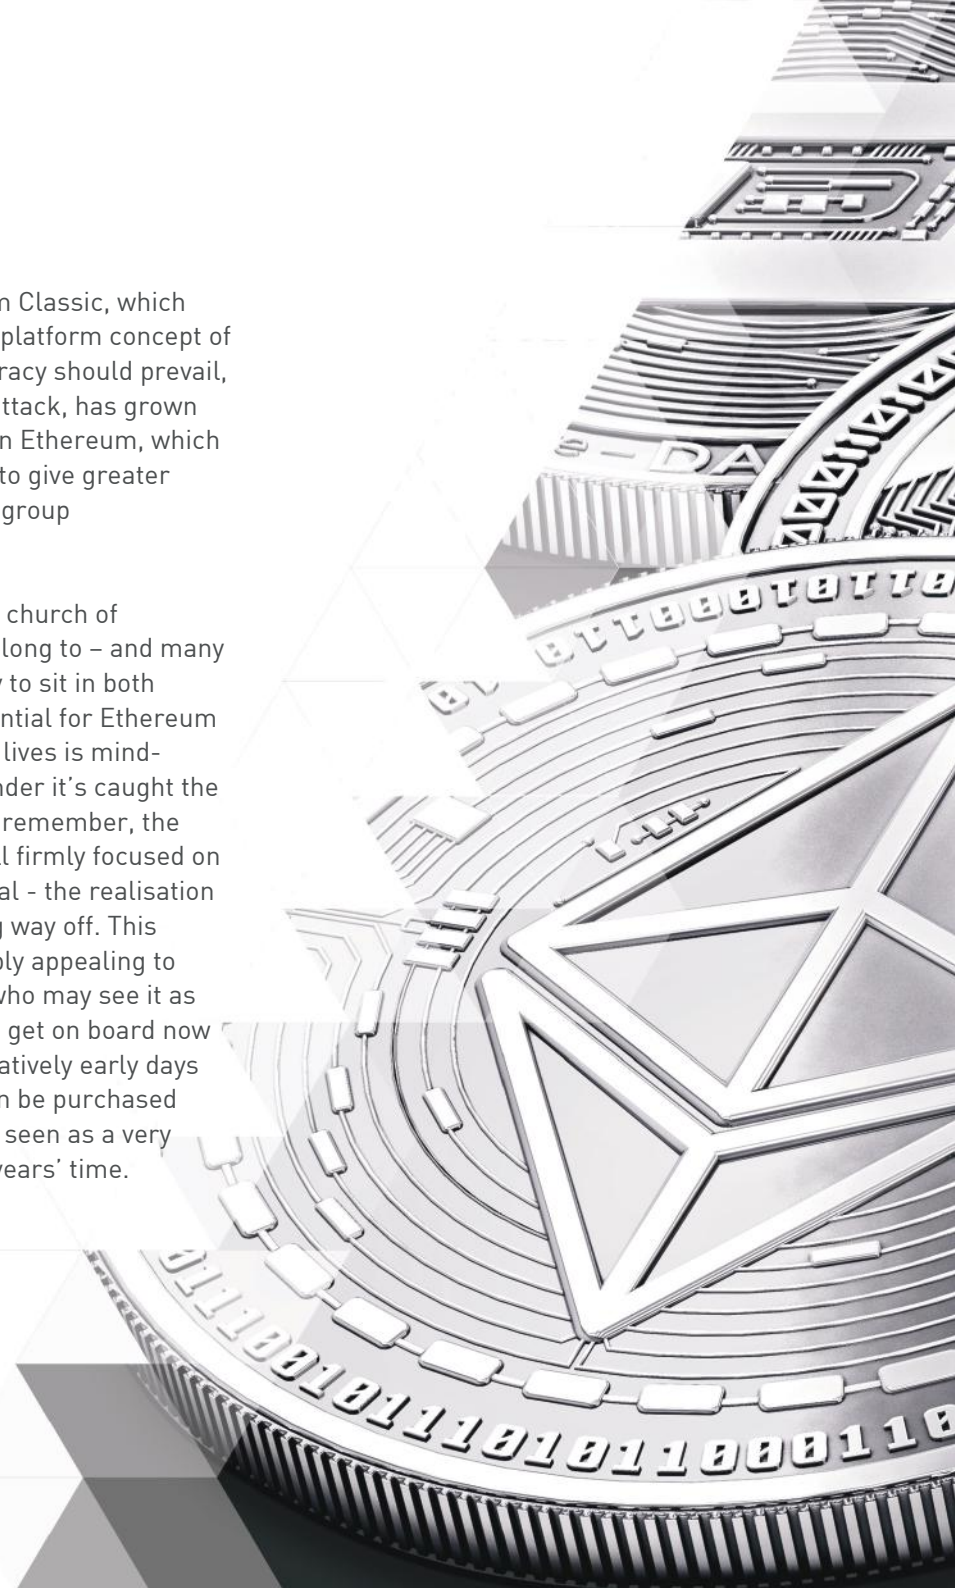 m Classic, which
platform concept of
racy should prevail,
ttack, has grown
n Ethereum, which
to give greater
group
church of
long to – and many
y to sit in both
ntial for Ethereum
lives is mind-
nder it’s caught the
remember, the
ll firmly focused on
al - the realisation
g way off. This
bly appealing to
who may see it as
get on board now
atively early days
n be purchased
seen as a very
years’ time.